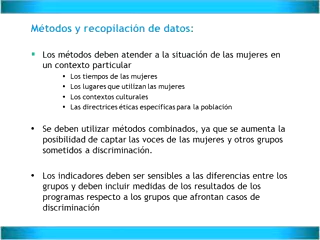 Métodos y recopilación de datos:
• Los métodos deben atender a la situación de las mujeres en
un contexto particular
• Los tiempos de las mujeres
• Los lugares que utilizan las mujeres
• Los contextos culturales
• Las directrices éticas específicas para la población
• Se deben utilizar métodos combinados, ya que se aumenta la
posibilidad de captar las voces de las mujeres y otros grupos
sometidos a discriminación.
• Los indicadores deben ser sensibles a las diferencias entre los
grupos y deben incluir medidas de los resultados de los
programas respecto a los grupos que afrontan casos de
discriminación